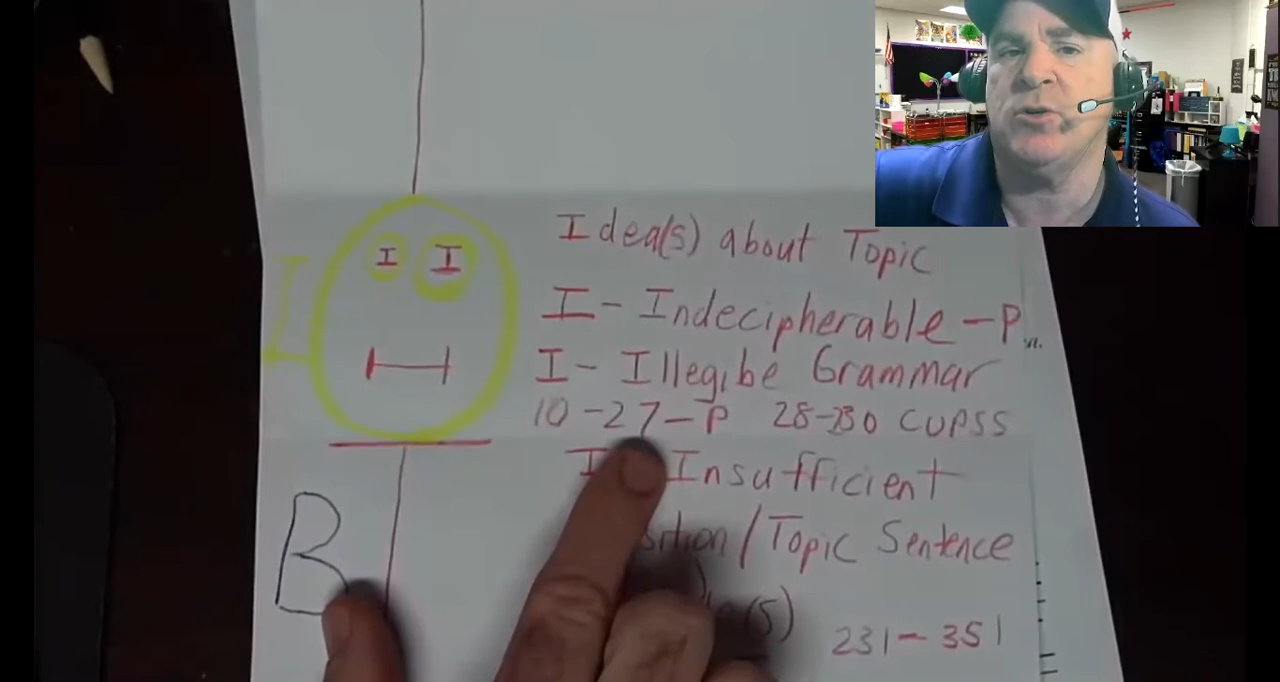 I
I I
Idea(s) about Topic
I - Indecipherable - P
I - Illegibe Grammar
10 - 27 - P 28-230 CUPSS
I Insufficient
/Topic Sentence
(s)
231 - 351
B